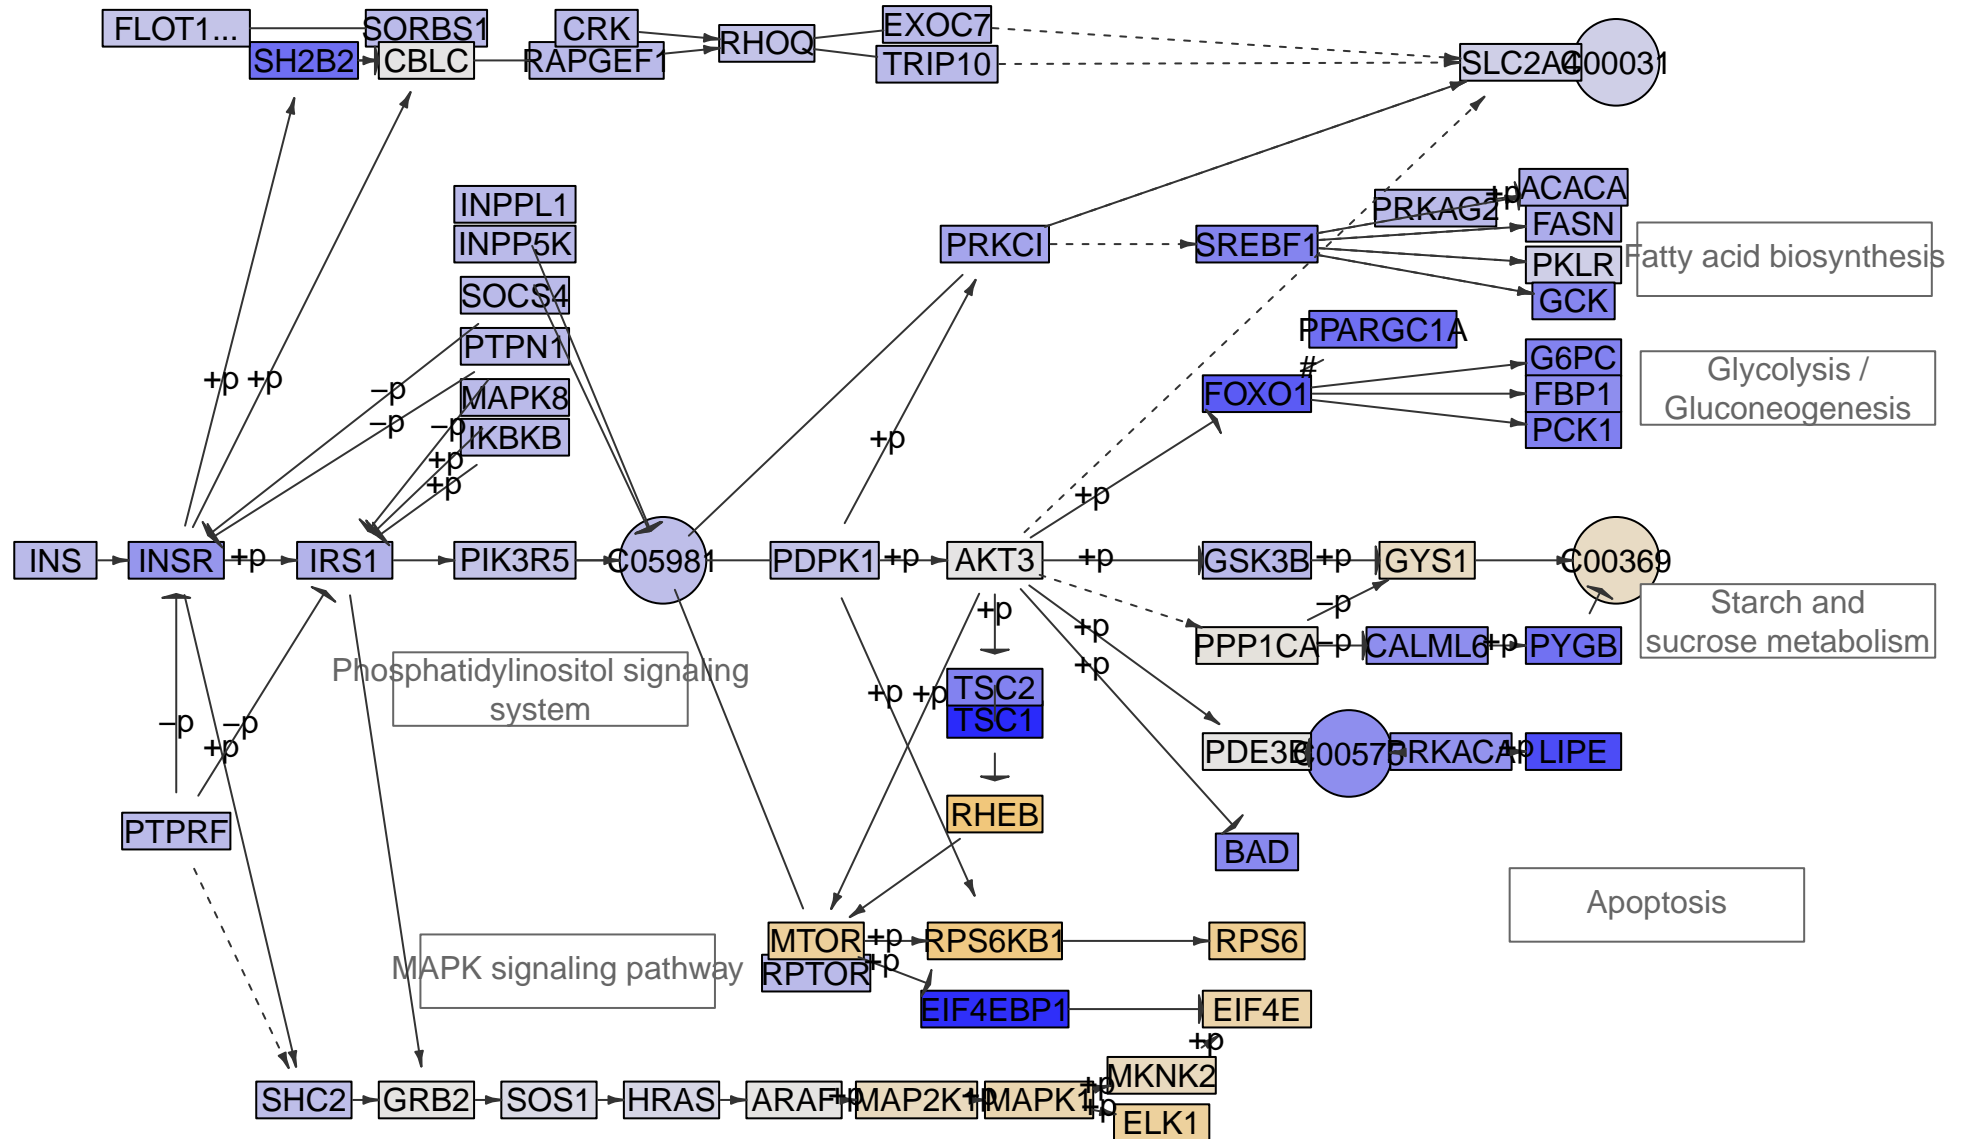 FLOT1...
SORBS1
CRK
RHOQ
EXOC7
SH2B2
CBLC
RAPGEF1
TRIP10
SLC2A4
C00031
INPPL1
INPP5K
SOCS4
PTPN1
MAPK8
IKBKB
PRKCI
SREBF1
PRKAG2
+p
ACACA
FASN
PKLR
GCK
Fatty acid biosynthesis
PPARGC1A
#
FOXO1
G6PC
FBP1
PCK1
Glycolysis /
Gluconeogenesis
+p
+p
−p
−p
−p
+p
+p
+p
+p
INS
INSR
+p
IRS1
PIK3R5
C05981
PDPK1
+p
AKT3
+p
GSK3B
+p
GYS1
C00369
+p
−p
+p
PPP1CA
−p
CALML6
+p
PYGB
Starch and
sucrose metabolism
+p
Phosphatidylinositol signaling
system
+p
+p
TSC2
TSC1
−p
−p
+p
PDE3B
C00575
PRKACA
+p
LIPE
PTPRF
RHEB
BAD
Apoptosis
MTOR
+p
RPS6KB1
RPS6
RPTOR
+p
MAPK signaling pathway
EIF4EBP1
EIF4E
+p
MKNK2
SHC2
GRB2
SOS1
HRAS
ARAF
+p
MAP2K1
+p
MAPK1
+p
+p
ELK1